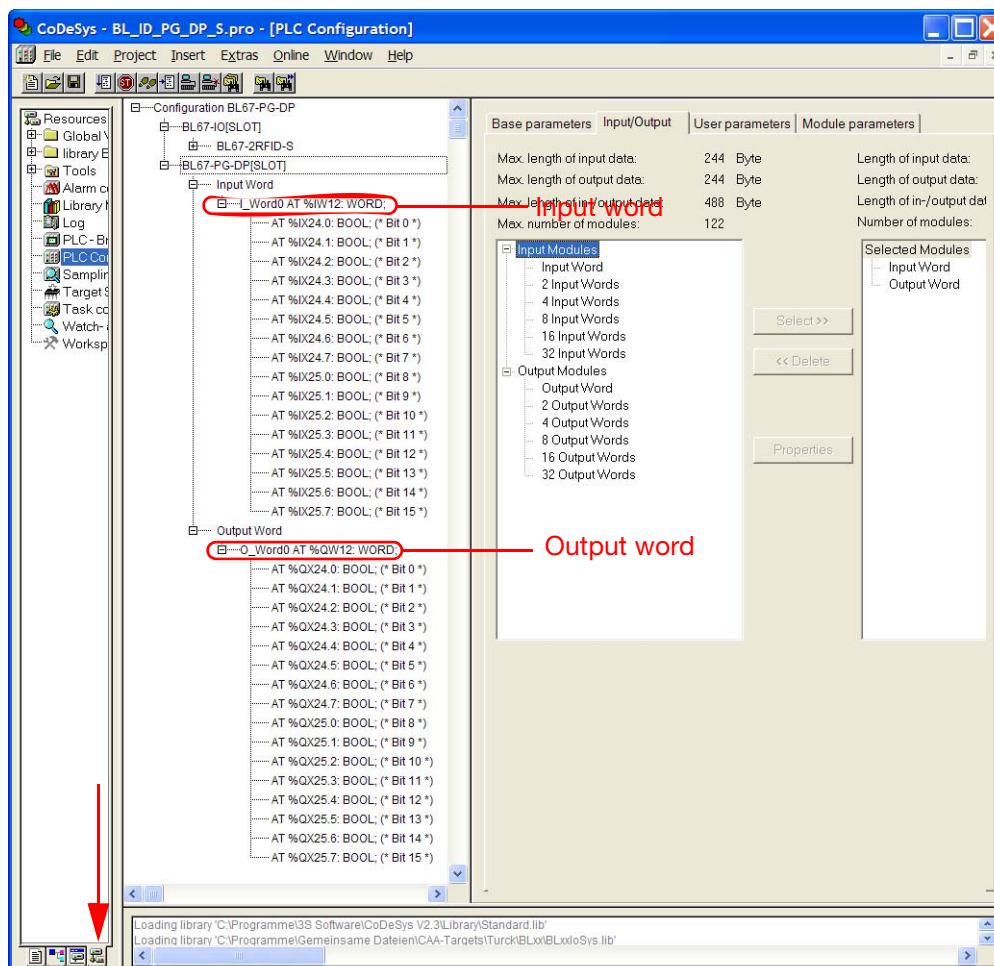 CoDeSys - BL_ID_PG_DP_S.pro - [PLC Configuration]
File Edit Project Insert Extras Online Window Help
Resources
Global
library E
Tools
Alarm c
Library
Log
PLC-Br
PLC Co
Samplin
Target S
Task co
Watch-
Worksp
Configuration BL67-PG-DP
BL67-IO[SLOT]
BL67-2RFID-S
BL67-PG-DP[SLOT]
Input Word
I_Word0 AT %IW12: WORD;
AT %IX24.0: BOOL; (* Bit 0 *)
AT %IX24.1: BOOL; (* Bit 1 *)
AT %IX24.2: BOOL; (* Bit 2 *)
AT %IX24.3: BOOL; (* Bit 3 *)
AT %IX24.4: BOOL; (* Bit 4 *)
AT %IX24.5: BOOL; (* Bit 5 *)
AT %IX24.6: BOOL; (* Bit 6 *)
AT %IX24.7: BOOL; (* Bit 7 *)
AT %IX25.0: BOOL; (* Bit 8 *)
AT %IX25.1: BOOL; (* Bit 9 *)
AT %IX25.2: BOOL; (* Bit 10 *)
AT %IX25.3: BOOL; (* Bit 11 *)
AT %IX25.4: BOOL; (* Bit 12 *)
AT %IX25.5: BOOL; (* Bit 13 *)
AT %IX25.6: BOOL; (* Bit 14 *)
AT %IX25.7: BOOL; (* Bit 15 *)
Output Word
O_Word0 AT %QW12: WORD;
AT %QX24.0: BOOL; (* Bit 0 *)
AT %QX24.1: BOOL; (* Bit 1 *)
AT %QX24.2: BOOL; (* Bit 2 *)
AT %QX24.3: BOOL; (* Bit 3 *)
AT %QX24.4: BOOL; (* Bit 4 *)
AT %QX24.5: BOOL; (* Bit 5 *)
AT %QX24.6: BOOL; (* Bit 6 *)
AT %QX24.7: BOOL; (* Bit 7 *)
AT %QX25.0: BOOL; (* Bit 8 *)
AT %QX25.1: BOOL; (* Bit 9 *)
AT %QX25.2: BOOL; (* Bit 10 *)
AT %QX25.3: BOOL; (* Bit 11 *)
AT %QX25.4: BOOL; (* Bit 12 *)
AT %QX25.5: BOOL; (* Bit 13 *)
AT %QX25.6: BOOL; (* Bit 14 *)
AT %QX25.7: BOOL; (* Bit 15 *)
Input word
Output word
Base parameters Input/Output User parameters Module parameters
Max. length of input data: 244 Byte Length of input data:
Max. length of output data: 244 Byte Length of output data:
Max. length of in-/output data: 488 Byte Length of in-/output dat
Max. number of modules: 122 Number of modules:
Input Modules
Input Word
2 Input Words
4 Input Words
8 Input Words
16 Input Words
32 Input Words
Output Modules
Output Word
2 Output Words
4 Output Words
8 Output Words
16 Output Words
32 Output Words
Select >>
<< Delete
Properties
Selected Modules
Input Word
Output Word
Loading library 'C:\Programme\3S Software\CoDeSys V2.3\Library\Standard.lib'
Loading library 'C:\Programme\Gemeinsame Dateien\CAA-Targets\Turck\BLxx\BLxxIoSys.lib'